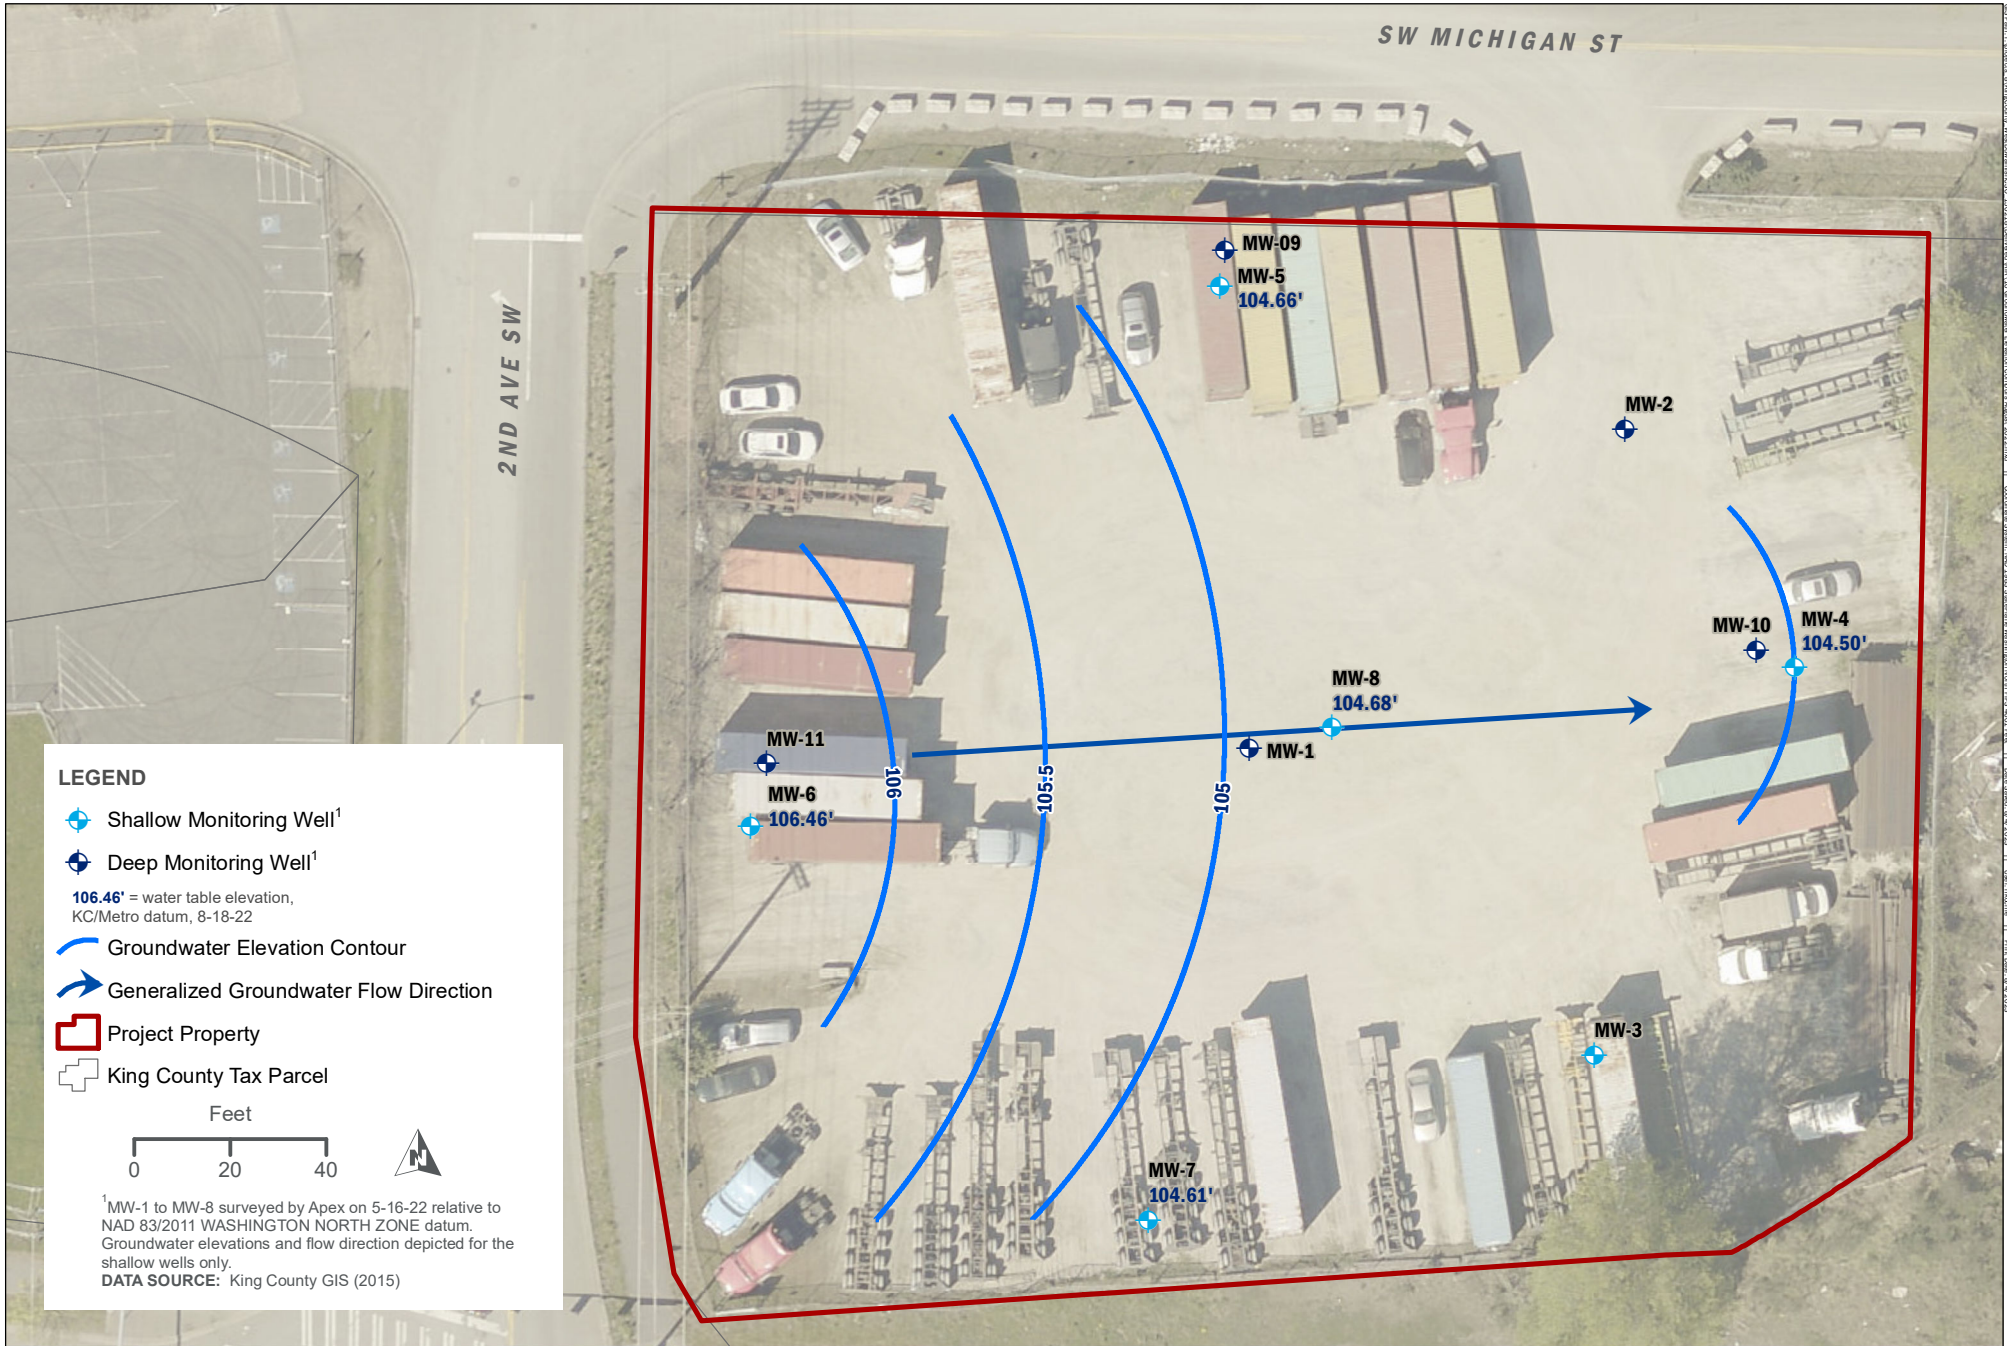 SW MICHIGAN ST
2ND AVE SW
MW-09
MW-5
104.66'
MW-2
MW-10
MW-4
104.50'
MW-8
104.68'
MW-1
MW-11
MW-6
106.46'
106
105.5
105
MW-3
MW-7
104.61'
LEGEND
Shallow Monitoring Well1
Deep Monitoring Well1
106.46' = water table elevation,
KC/Metro datum, 8-18-22
Groundwater Elevation Contour
Generalized Groundwater Flow Direction
Project Property
King County Tax Parcel
Feet
0 20 40
N
1MW-1 to MW-8 surveyed by Apex on 5-16-22 relative to
NAD 83/2011 WASHINGTON NORTH ZONE datum.
Groundwater elevations and flow direction depicted for the
shallow wells only.
DATA SOURCE: King County GIS (2015)